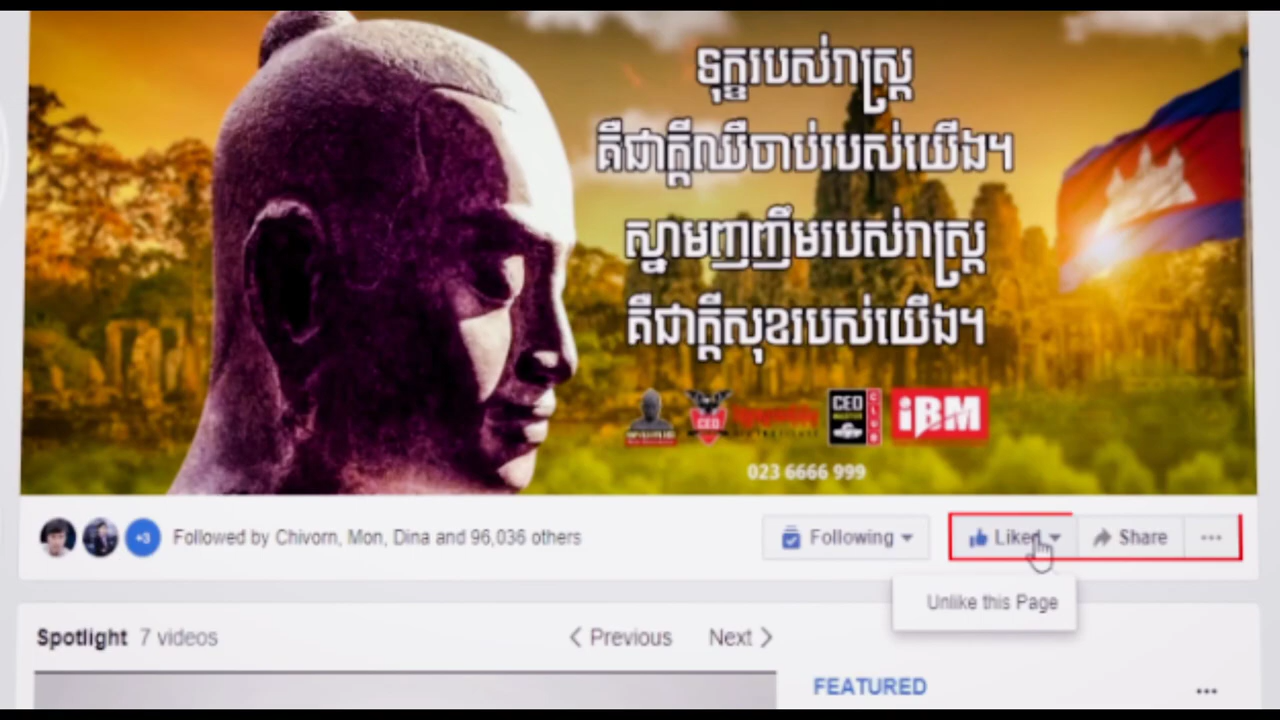 ទុក្ខរបស់រាស្ត្រ
គឺជាក្តីឈឺចាប់របស់យើង។
ស្នាមញញឹមរបស់រាស្ត្រ
គឺជាក្តីសុខរបស់យើង។
CEO
CEO
CLUB
iBM
023 6666 999
+3
Followed by Chivorn, Mon, Dina and 96,036 others
Following
Liked
Share
Unlike this Page
Spotlight 7 videos
Previous
Next
FEATURED